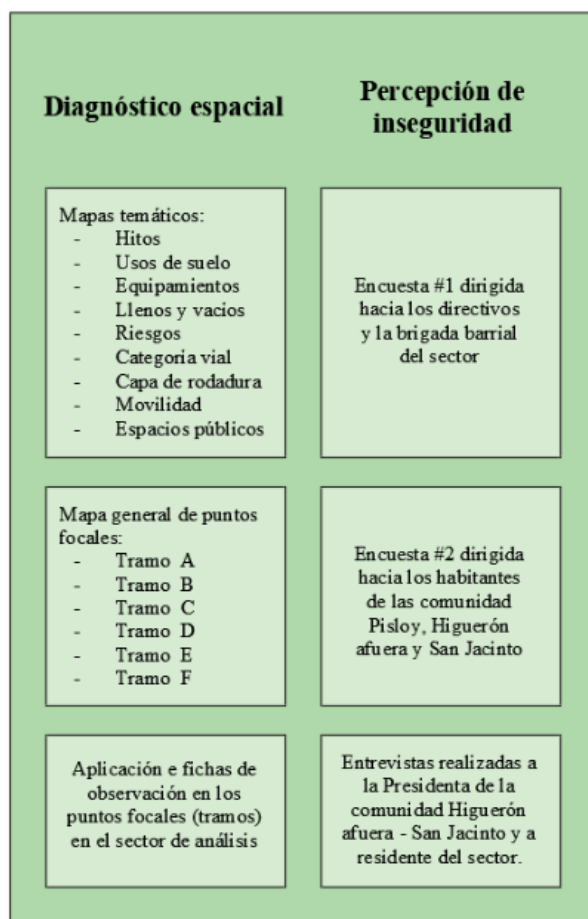 Diagnóstico espacial
Mapas temáticos:
- Hitos
- Usos de suelo
- Equipamientos
- Llenos y vacios
- Riesgos
- Categoria vial
- Capa de rodadura
- Movilidad
- Espacios públicos
Mapa general de puntos
focales:
- Tramo A
- Tramo B
- Tramo C
- Tramo D
- Tramo E
- Tramo F
Aplicación e fichas de
observación en los
puntos focales (tramos)
en el sector de análisis
Percepción de
inseguridad
Encuesta #1 dirigida
hacia los directivos
y la brigada barrial
del sector
Encuesta #2 dirigida
hacia los habitantes
de las comunidad
Pisloy, Higuerón
afuera y San Jacinto
Entrevistas realizadas a
la Presidenta de la
comunidad Higuerón
afuera - San Jacinto y a
residente del sector.